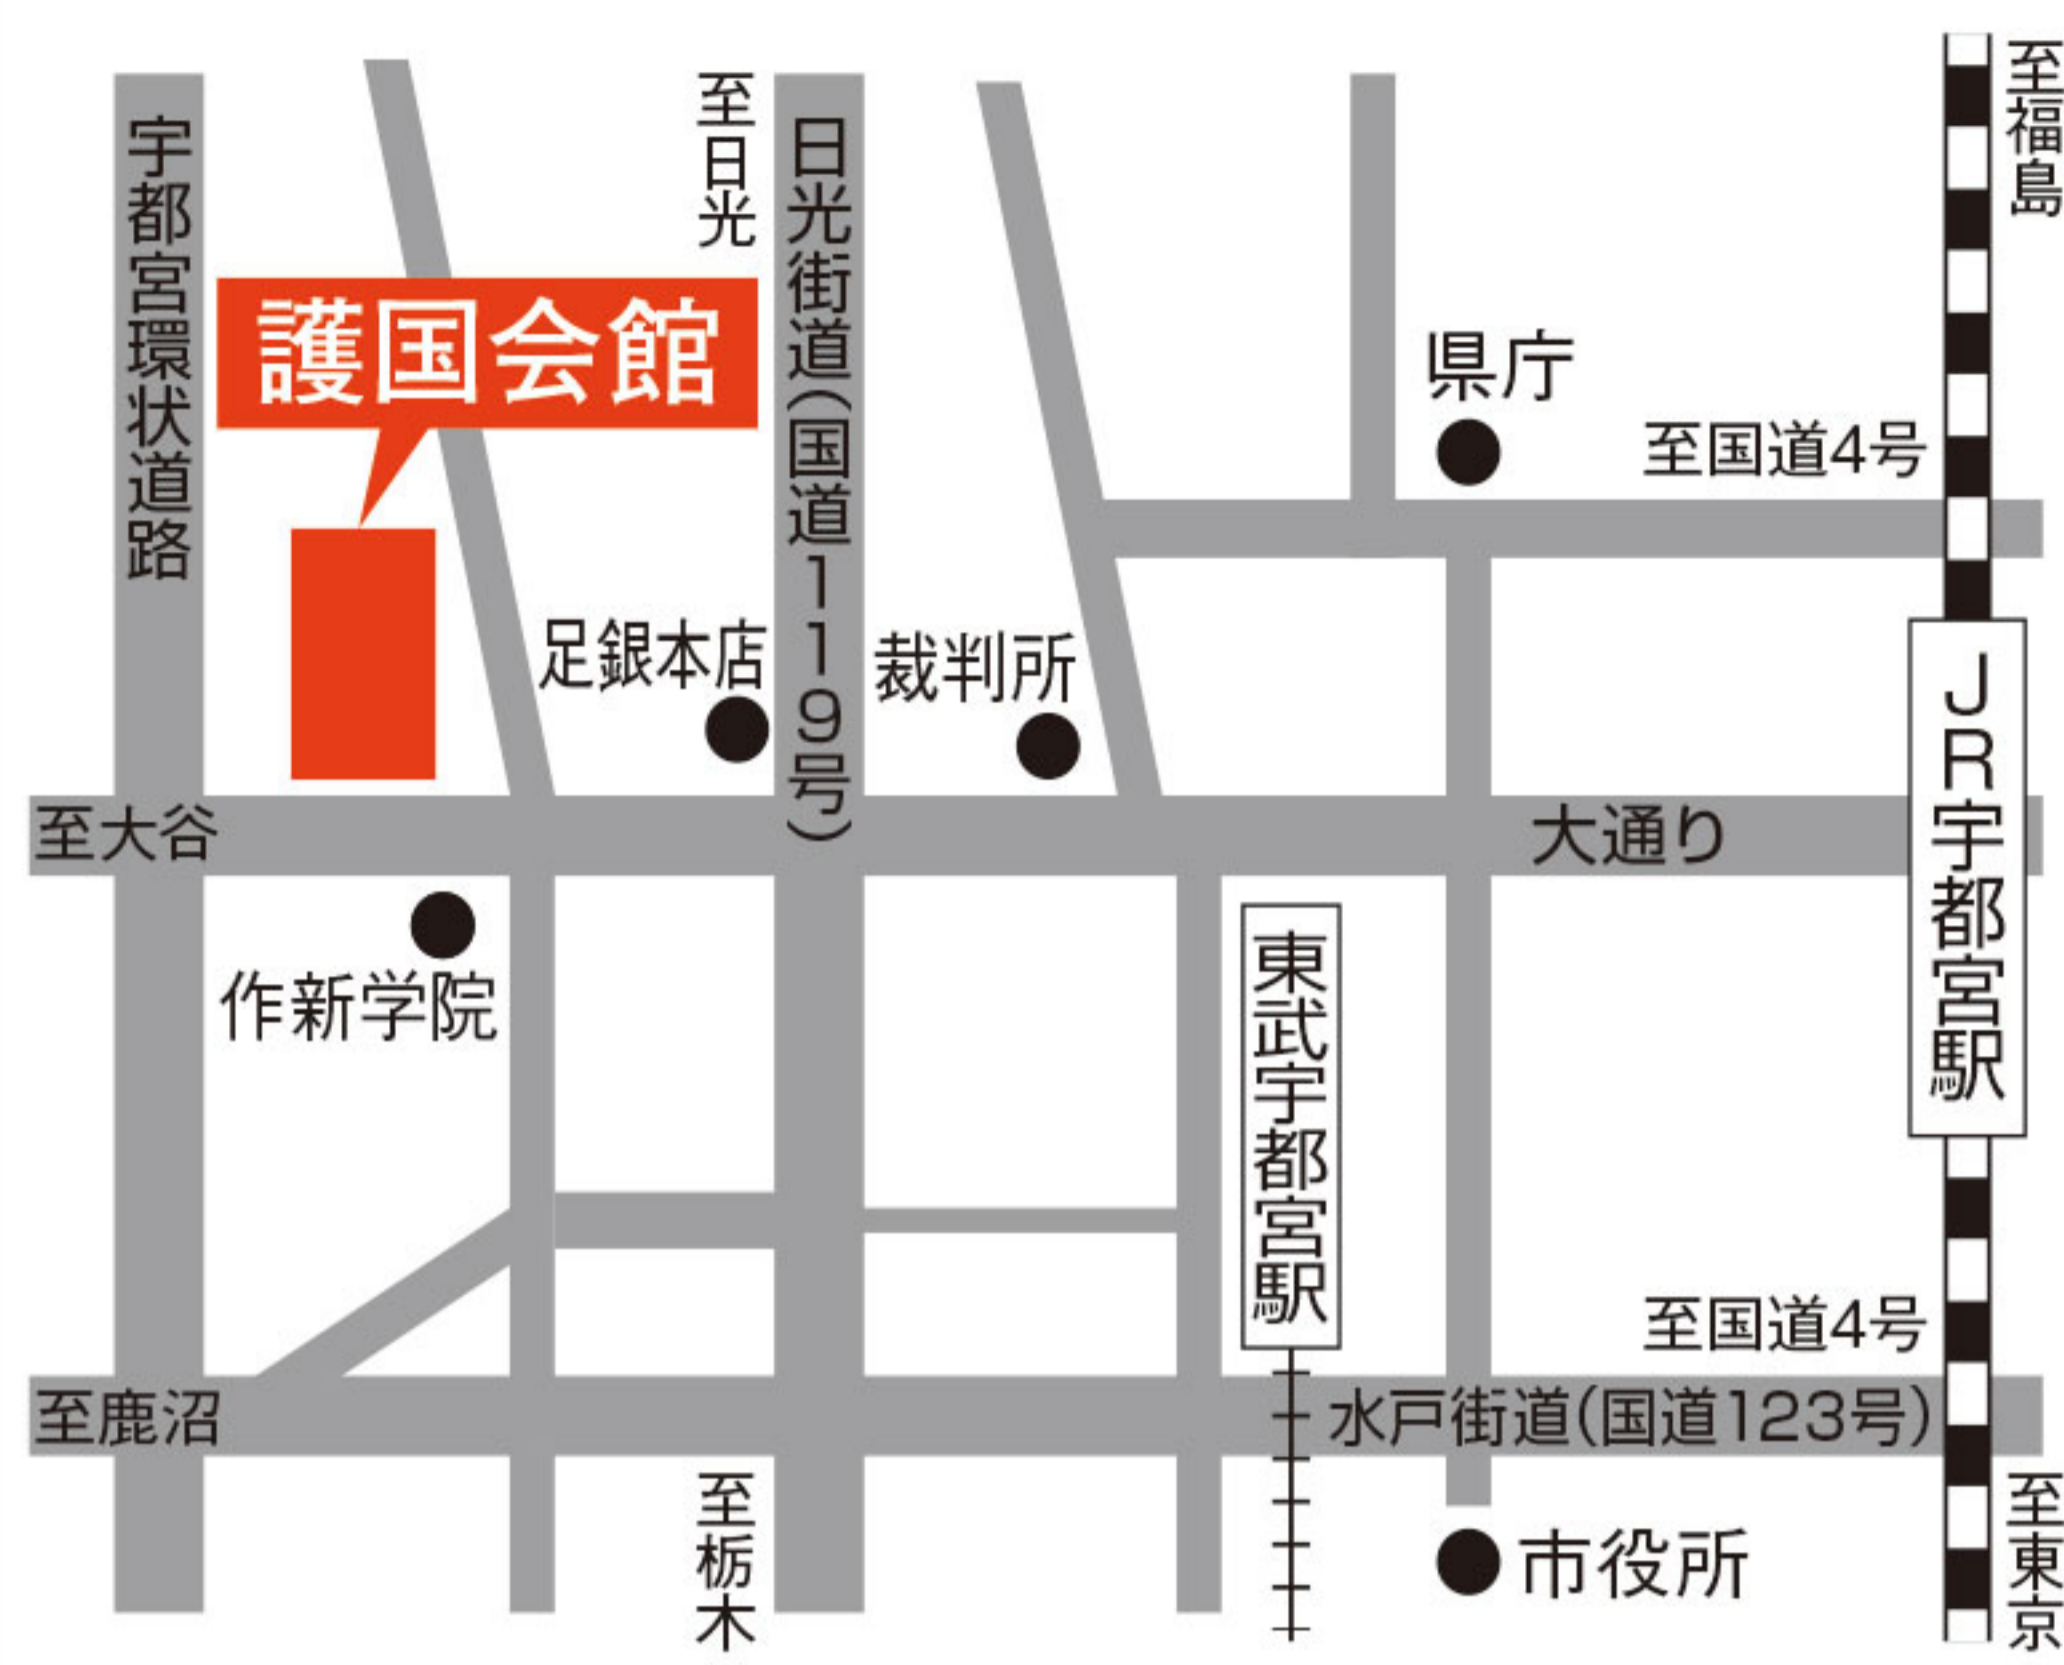 宇都宮環状道路
護国会館
至日光
日光街道(国道119号)
至福島
県庁
至国道4号
足銀本店
裁判所
JR宇都宮駅
至大谷
大通り
作新学院
東武宇都宮駅
至国道4号
至鹿沼
水戸街道(国道123号)
至栃木
市役所
至東京